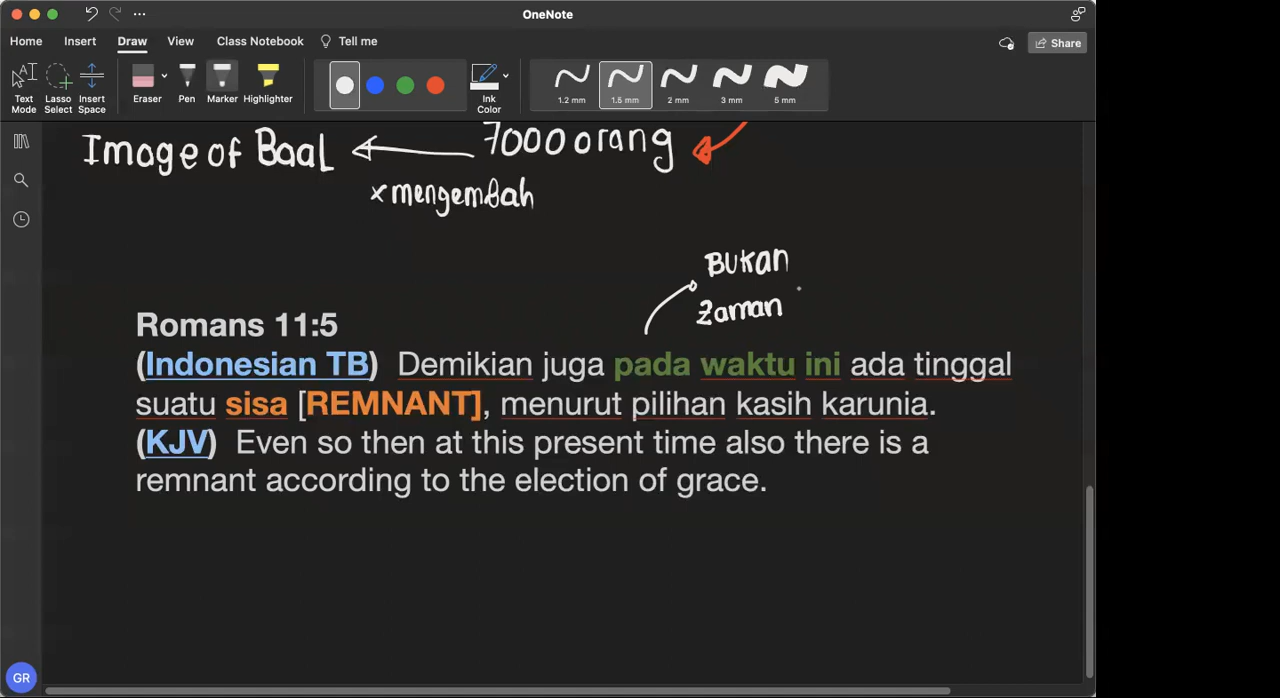 OneNote
Home Insert Draw View Class Notebook Tell me
Share
Text Mode
Lasso Select
Insert Space
Eraser
Pen
Marker
Highlighter
Ink Color
1.2 mm
1.5 mm
2 mm
3 mm
5 mm
Image of Baal 7000 orang
x mengembah
Bukan
Zaman
Romans 11:5
(Indonesian TB) Demikian juga pada waktu ini ada tinggal
suatu sisa [REMNANT], menurut pilihan kasih karunia.
(KJV) Even so then at this present time also there is a
remnant according to the election of grace.
GR